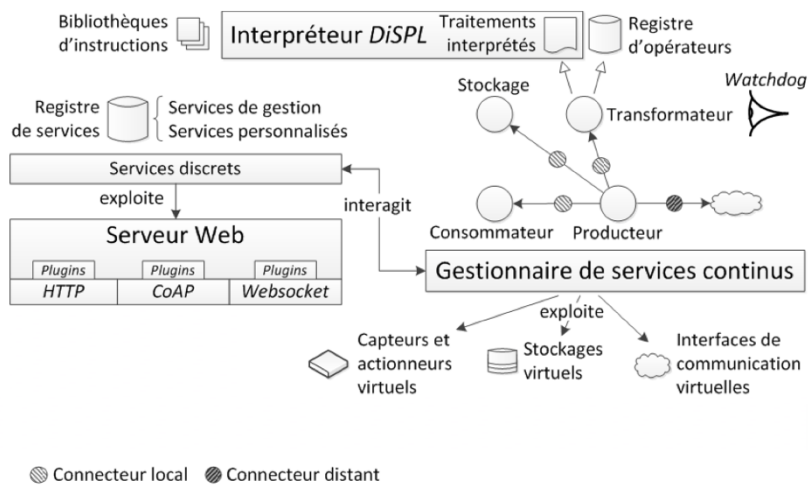 Bibliothèques
d'instructions
Interpréteur DiSPL
Traitements
interprétés
Registre
d'opérateurs
Stockage
Watchdog
Registre
de services
Services de gestion
Services personnalisés
Transformateur
Services discrets
exploite
interagit
Serveur Web
Consommateur
Producteur
Plugins
Plugins
Plugins
HTTP
CoAP
Websocket
Gestionnaire de services continus
exploite
Capteurs et
actionneurs
virtuels
Stockages
virtuels
Interfaces de
communication
virtuelles
Connecteur local
Connecteur distant